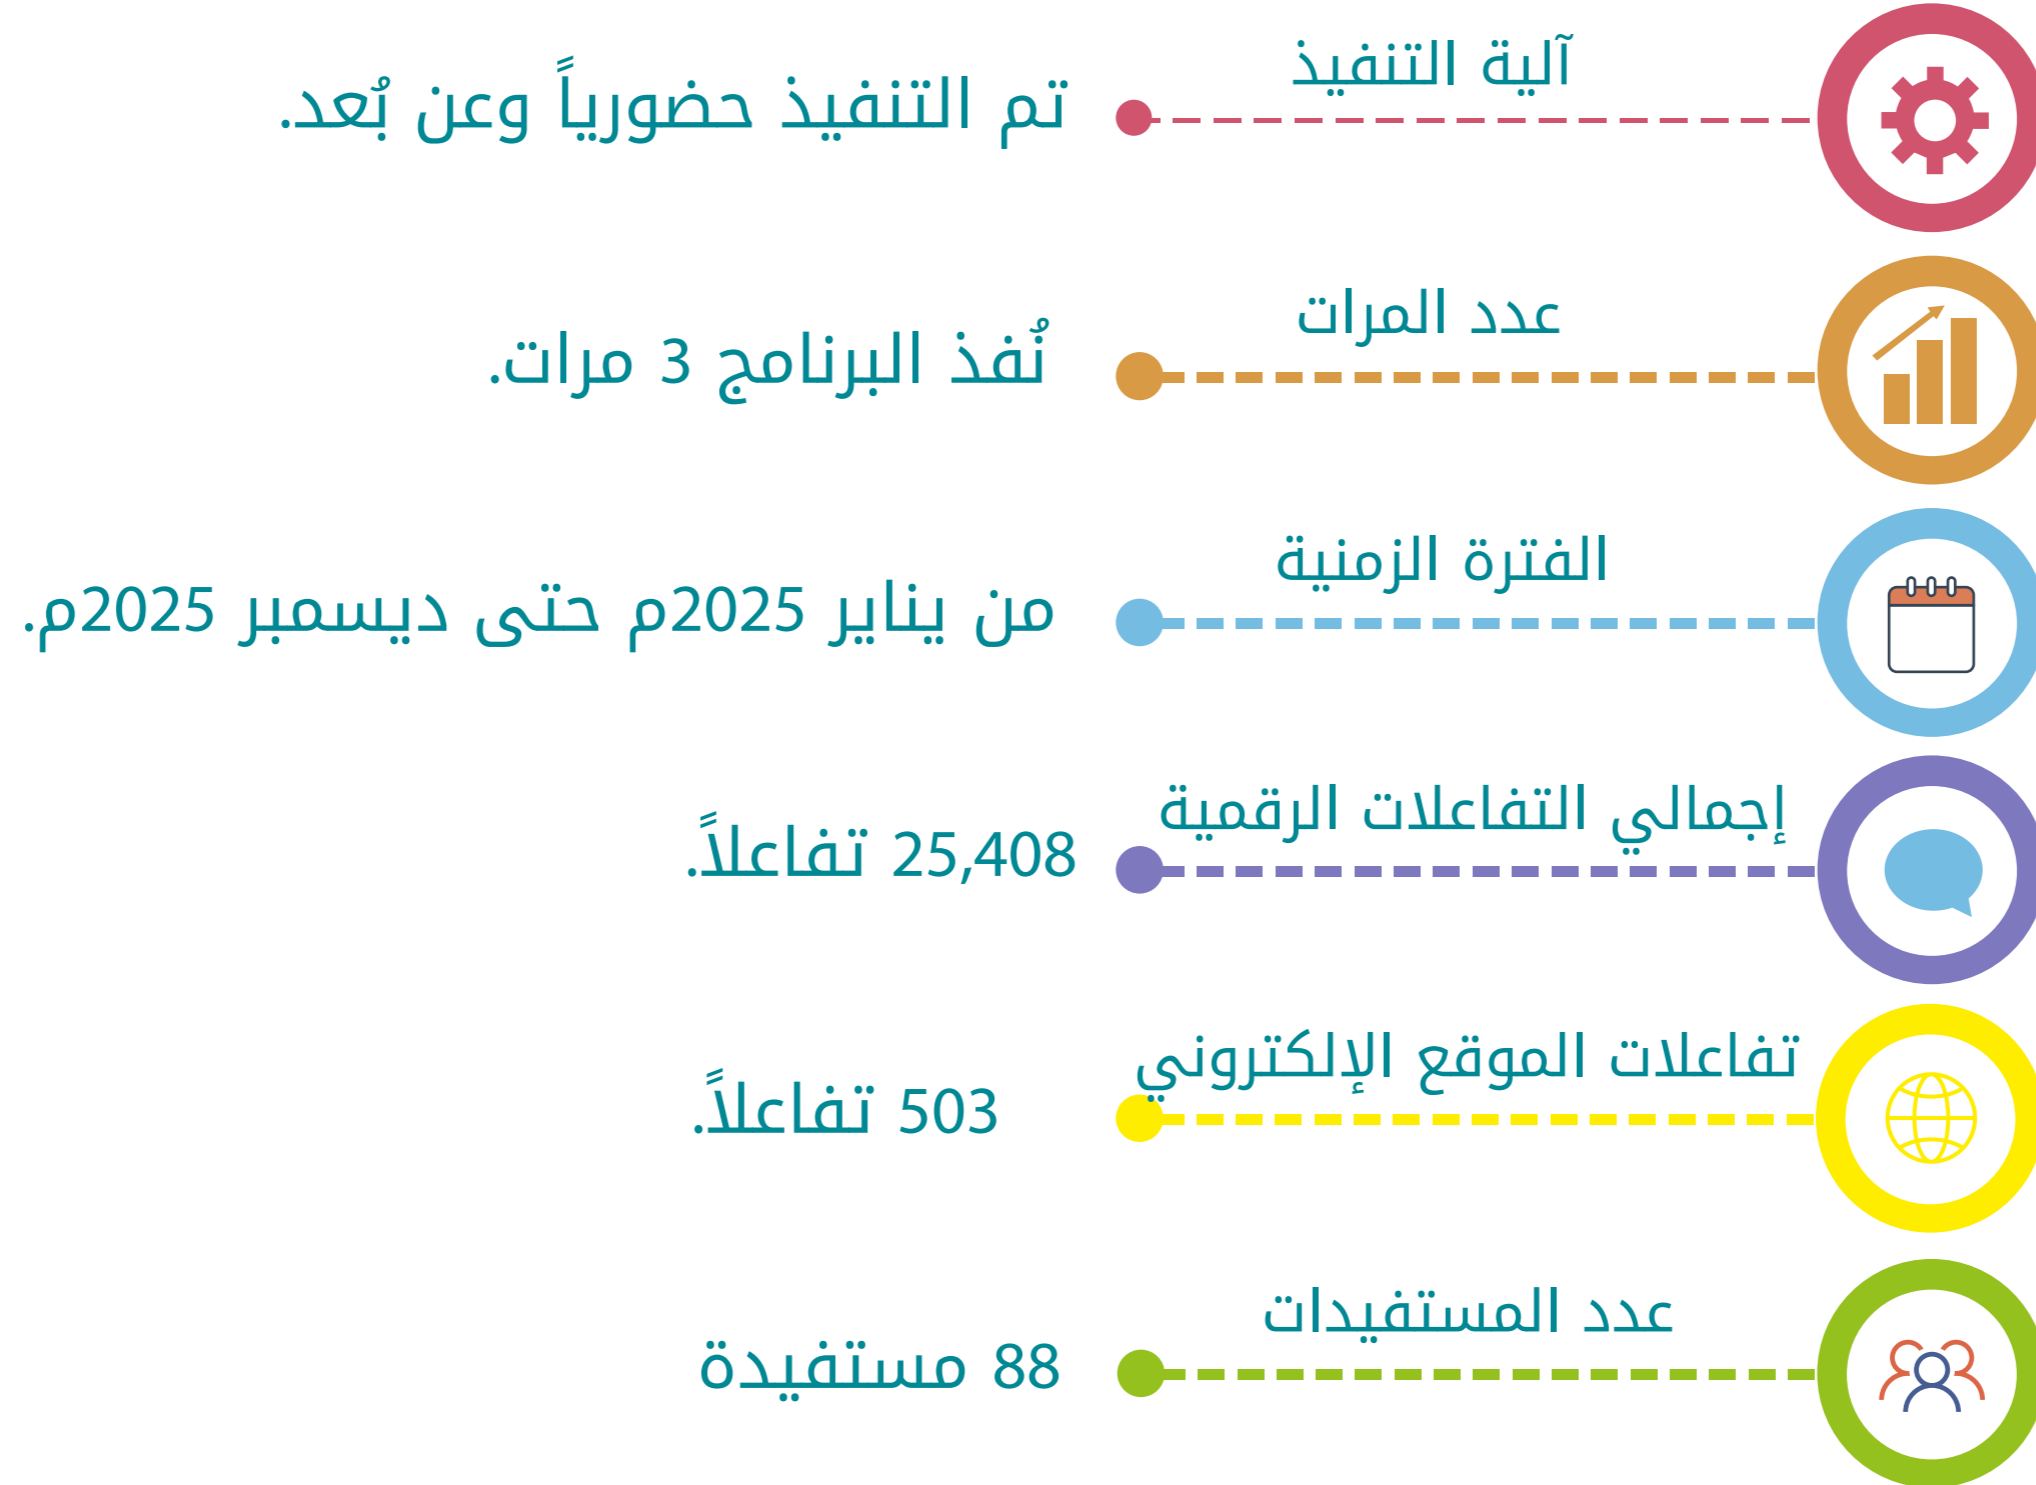 آلية التنفيذ
تم التنفيذ حضورياً وعن بُعد.
عدد المرات
نُفذ البرنامج 3 مرات.
الفترة الزمنية
من يناير 2025م حتى ديسمبر 2025م.
إجمالي التفاعلات الرقمية
25,408 تفاعلاً.
تفاعلات الموقع الإلكتروني
503 تفاعلاً.
عدد المستفيدات
88 مستفيدة